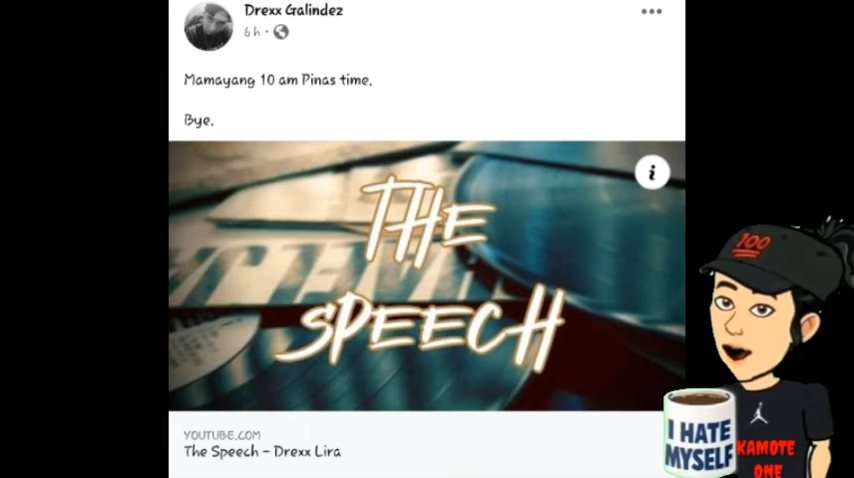 Drexx Galindez
6 h
Mamayang 10 am Pinas time.
Bye.
THE
SPEECH
YOUTUBE.COM
The Speech - Drexx Lira
100
I HATE
MYSELF
KAMOTE
ONE